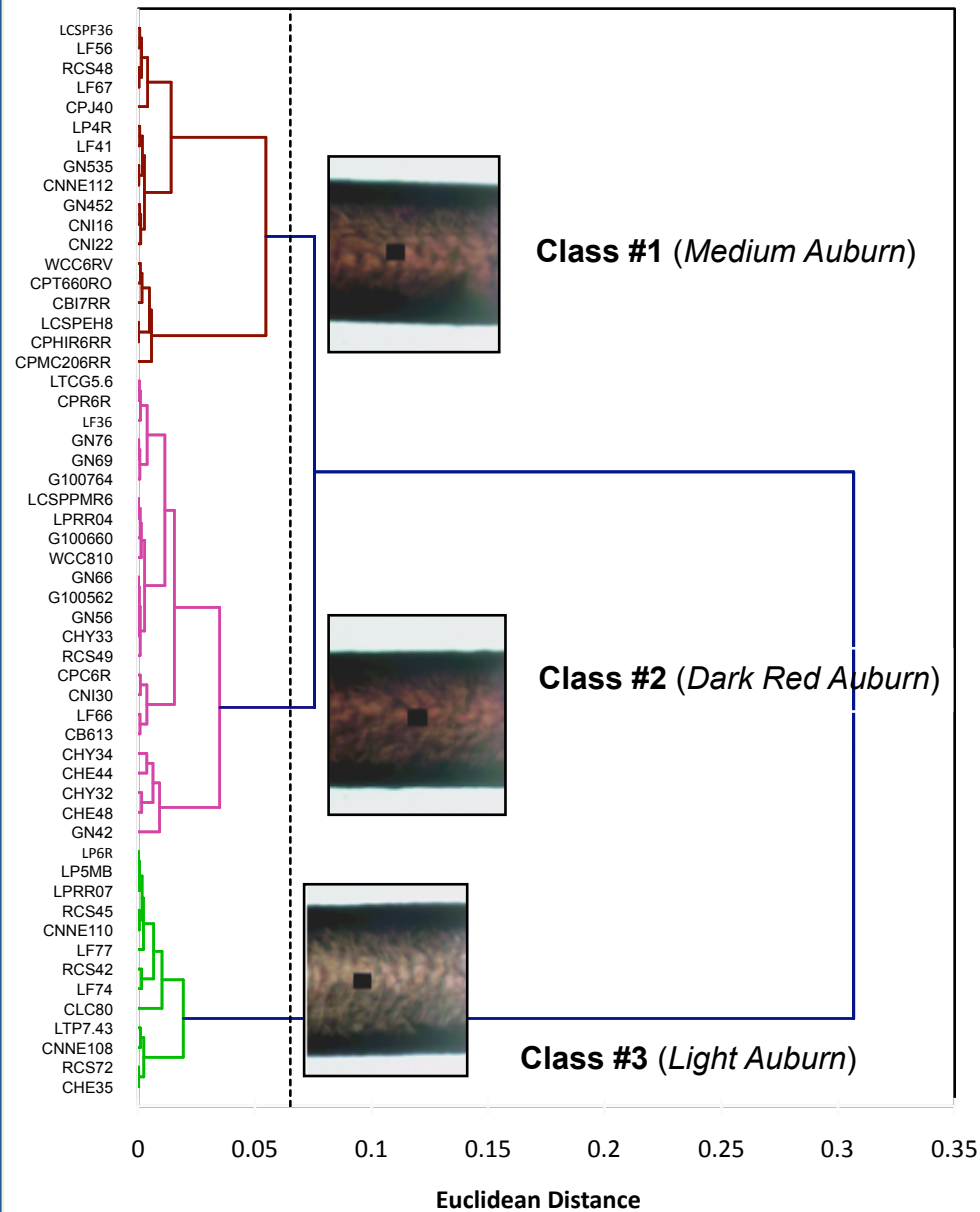 LCSPF36
LF56
RCS48
LF67
CPJ40
LP4R
LF41
GN535
CNNE112
GN452
CNI16
CNI22
WCC6RV
CPT660RO
CBI7RR
LCSPEH8
CPHIR6RR
CPMC206RR
LTCG5.6
CPR6R
LF36
GN76
GN69
G100764
LCSPPMR6
LPRR04
G100660
WCC810
GN66
G100562
GN56
CHY33
RCS49
CPC6R
CNI30
LF66
CB613
CHY34
CHE44
CHY32
CHE48
GN42
LP6R
LP5MB
LPRR07
RCS45
CNNE110
LF77
RCS42
LF74
CLC80
LTP7.43
CNNE108
RCS72
CHE35
Class #1 (Medium Auburn)
Class #2 (Dark Red Auburn)
Class #3 (Light Auburn)
0 0.05 0.1 0.15 0.2 0.25 0.3 0.35
Euclidean Distance